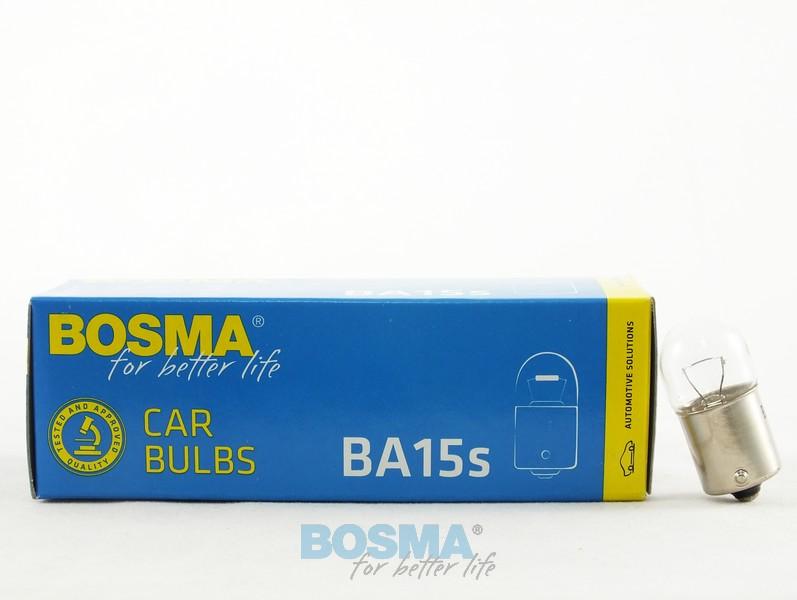 BA15s
BOSMA®
for better life
TESTED AND APPROVED
QUALITY
CAR
BULBS
BA15s
AUTOMOTIVE SOLUTIONS
BOSMA®
for better life